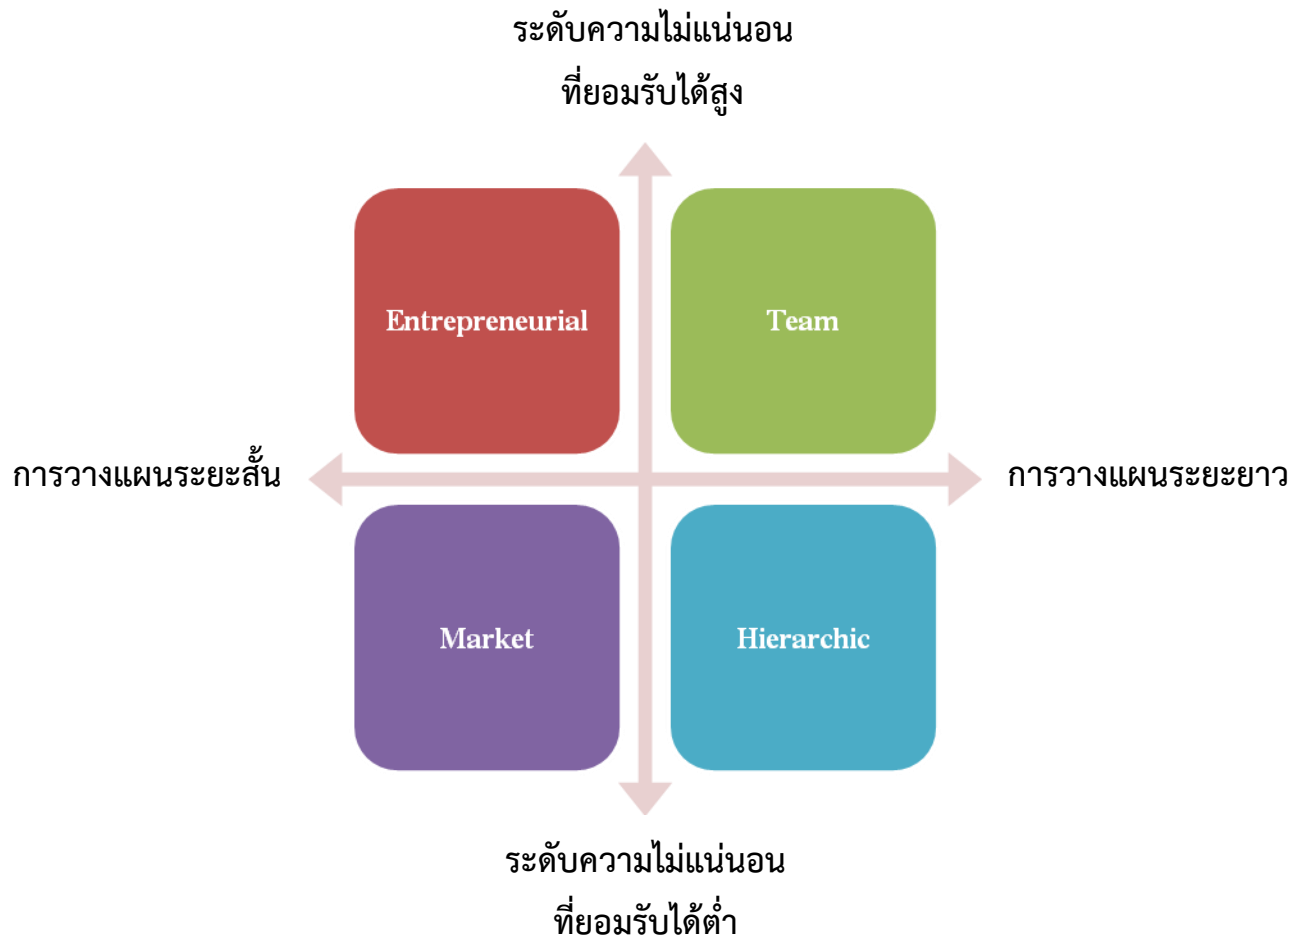 ระดับความไม่แน่นอน
ที่ยอมรับได้สูง
Entrepreneurial
Team
การวางแผนระยะสั้น
การวางแผนระยะยาว
Market
Hierarchic
ระดับความไม่แน่นอน
ที่ยอมรับได้ต่ำ